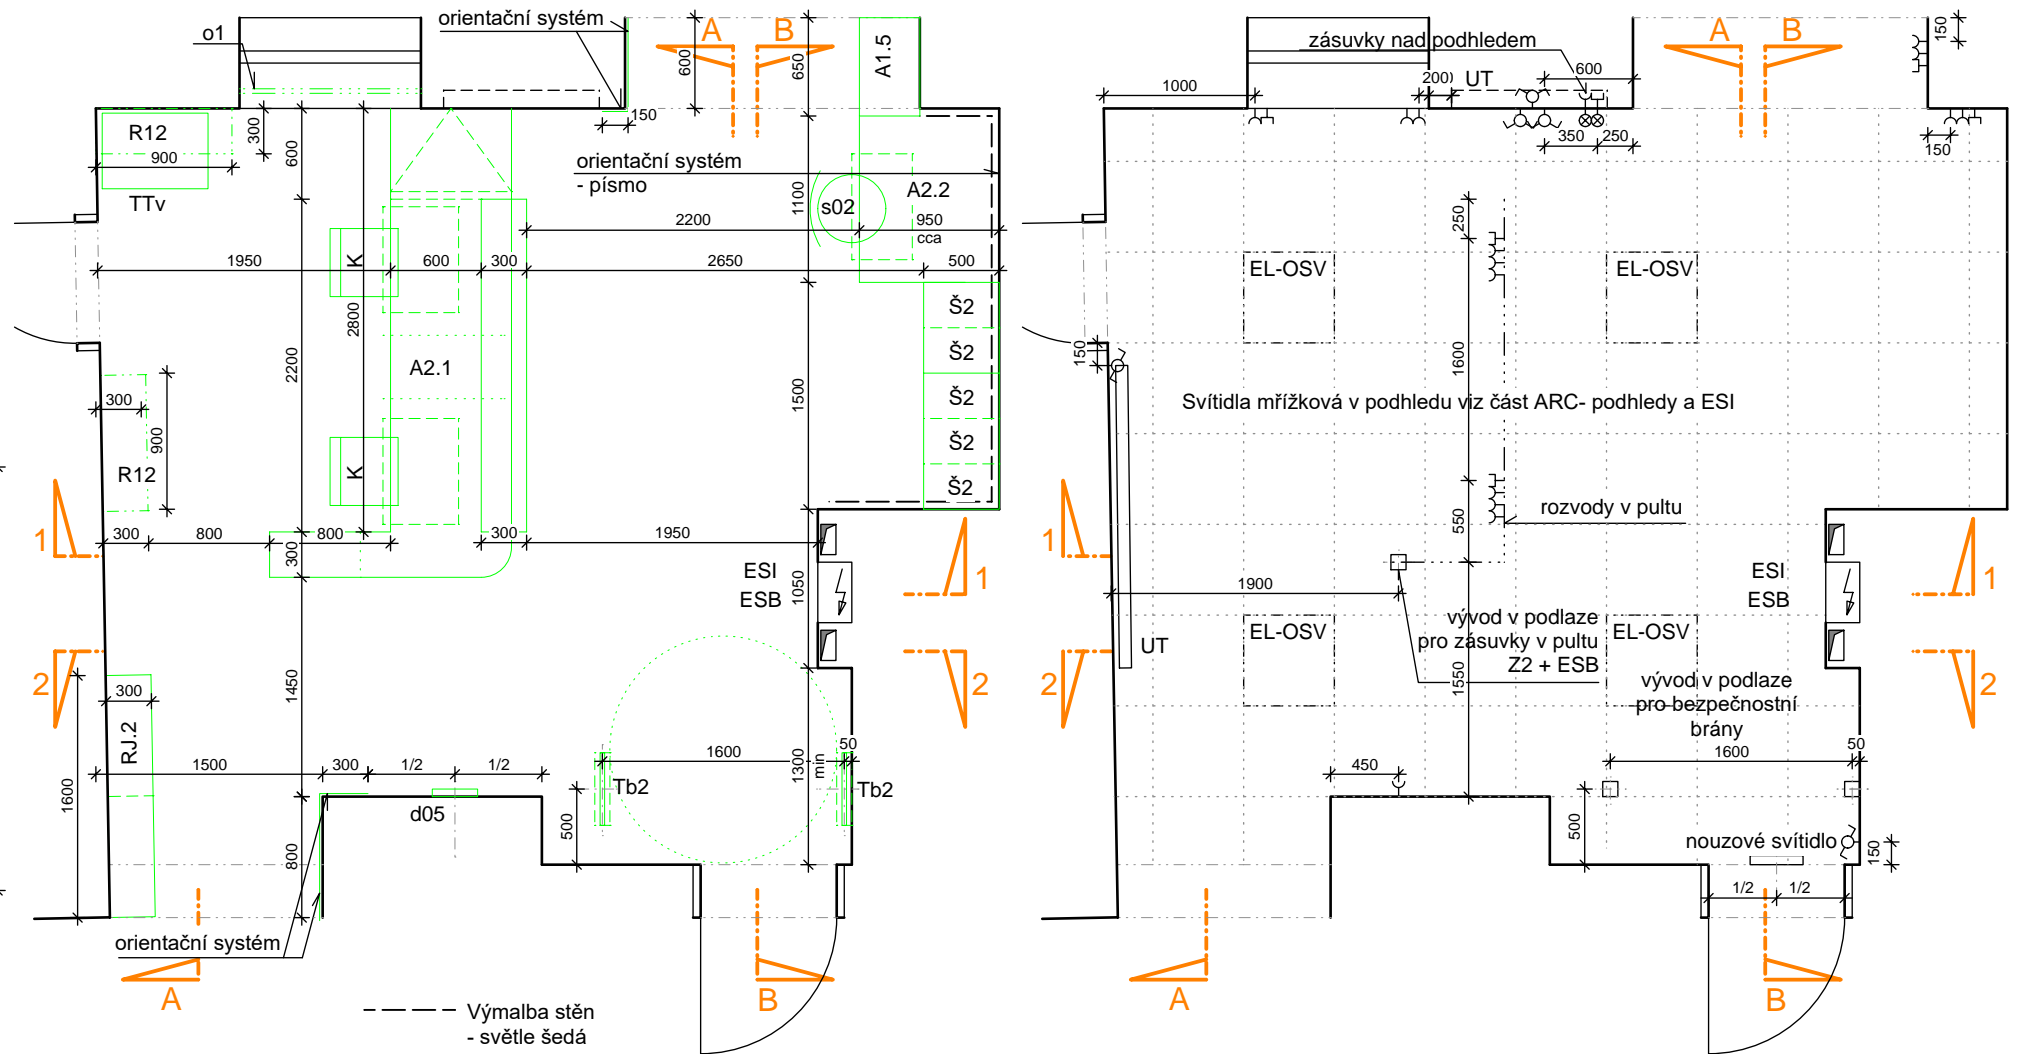 orientační systém
o1
A
B
600
650
A1.5
150
R12
900
300
600
TTv
orientační systém
- písmo
1100
s02
A2.2
2200
950
cca
1950
K
600
300
2650
500
2800
2200
A2.1
Š2
Š2
Š2
Š2
Š2
1500
300
900
R12
K
1
300
800
300
800
300
1950
ESI
ESB
1050
1
2
300
1450
RJ.2
1600
2
1500
300
1/2
1/2
1600
50
1300
min
Tb2
Tb2
d05
500
800
orientační systém
A
B
Výmalba stěn
- světle šedá
zásuvky nad podhledem
A
B
150
1000
200
UT
600
350
250
150
250
EL-OSV
EL-OSV
150
1600
Svítidla mřížková v podhledu viz část ARC- podhledy a ESI
rozvody v pultu
550
1
1900
ESI
ESB
1
EL-OSV
EL-OSV
vývod v podlaze
pro zásuvky v pultu
Z2 + ESB
UT
2
1550
vývod v podlaze
pro bezpečnostní
brány
2
450
1600
50
500
nouzové svítidlo
150
1/2
1/2
A
B